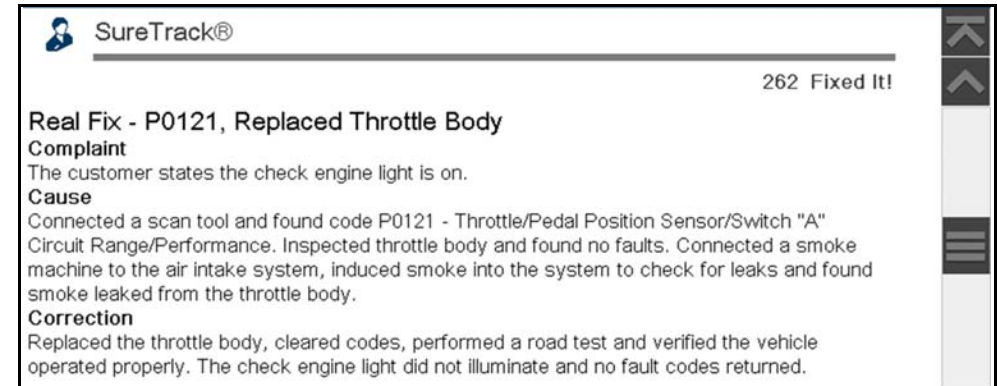 SureTrack®
262 Fixed It!
Real Fix - P0121, Replaced Throttle Body
Complaint
The customer states the check engine light is on.
Cause
Connected a scan tool and found code P0121 - Throttle/Pedal Position Sensor/Switch "A"
Circuit Range/Performance. Inspected throttle body and found no faults. Connected a smoke
machine to the air intake system, induced smoke into the system to check for leaks and found
smoke leaked from the throttle body.
Correction
Replaced the throttle body, cleared codes, performed a road test and verified the vehicle
operated properly. The check engine light did not illuminate and no fault codes returned.